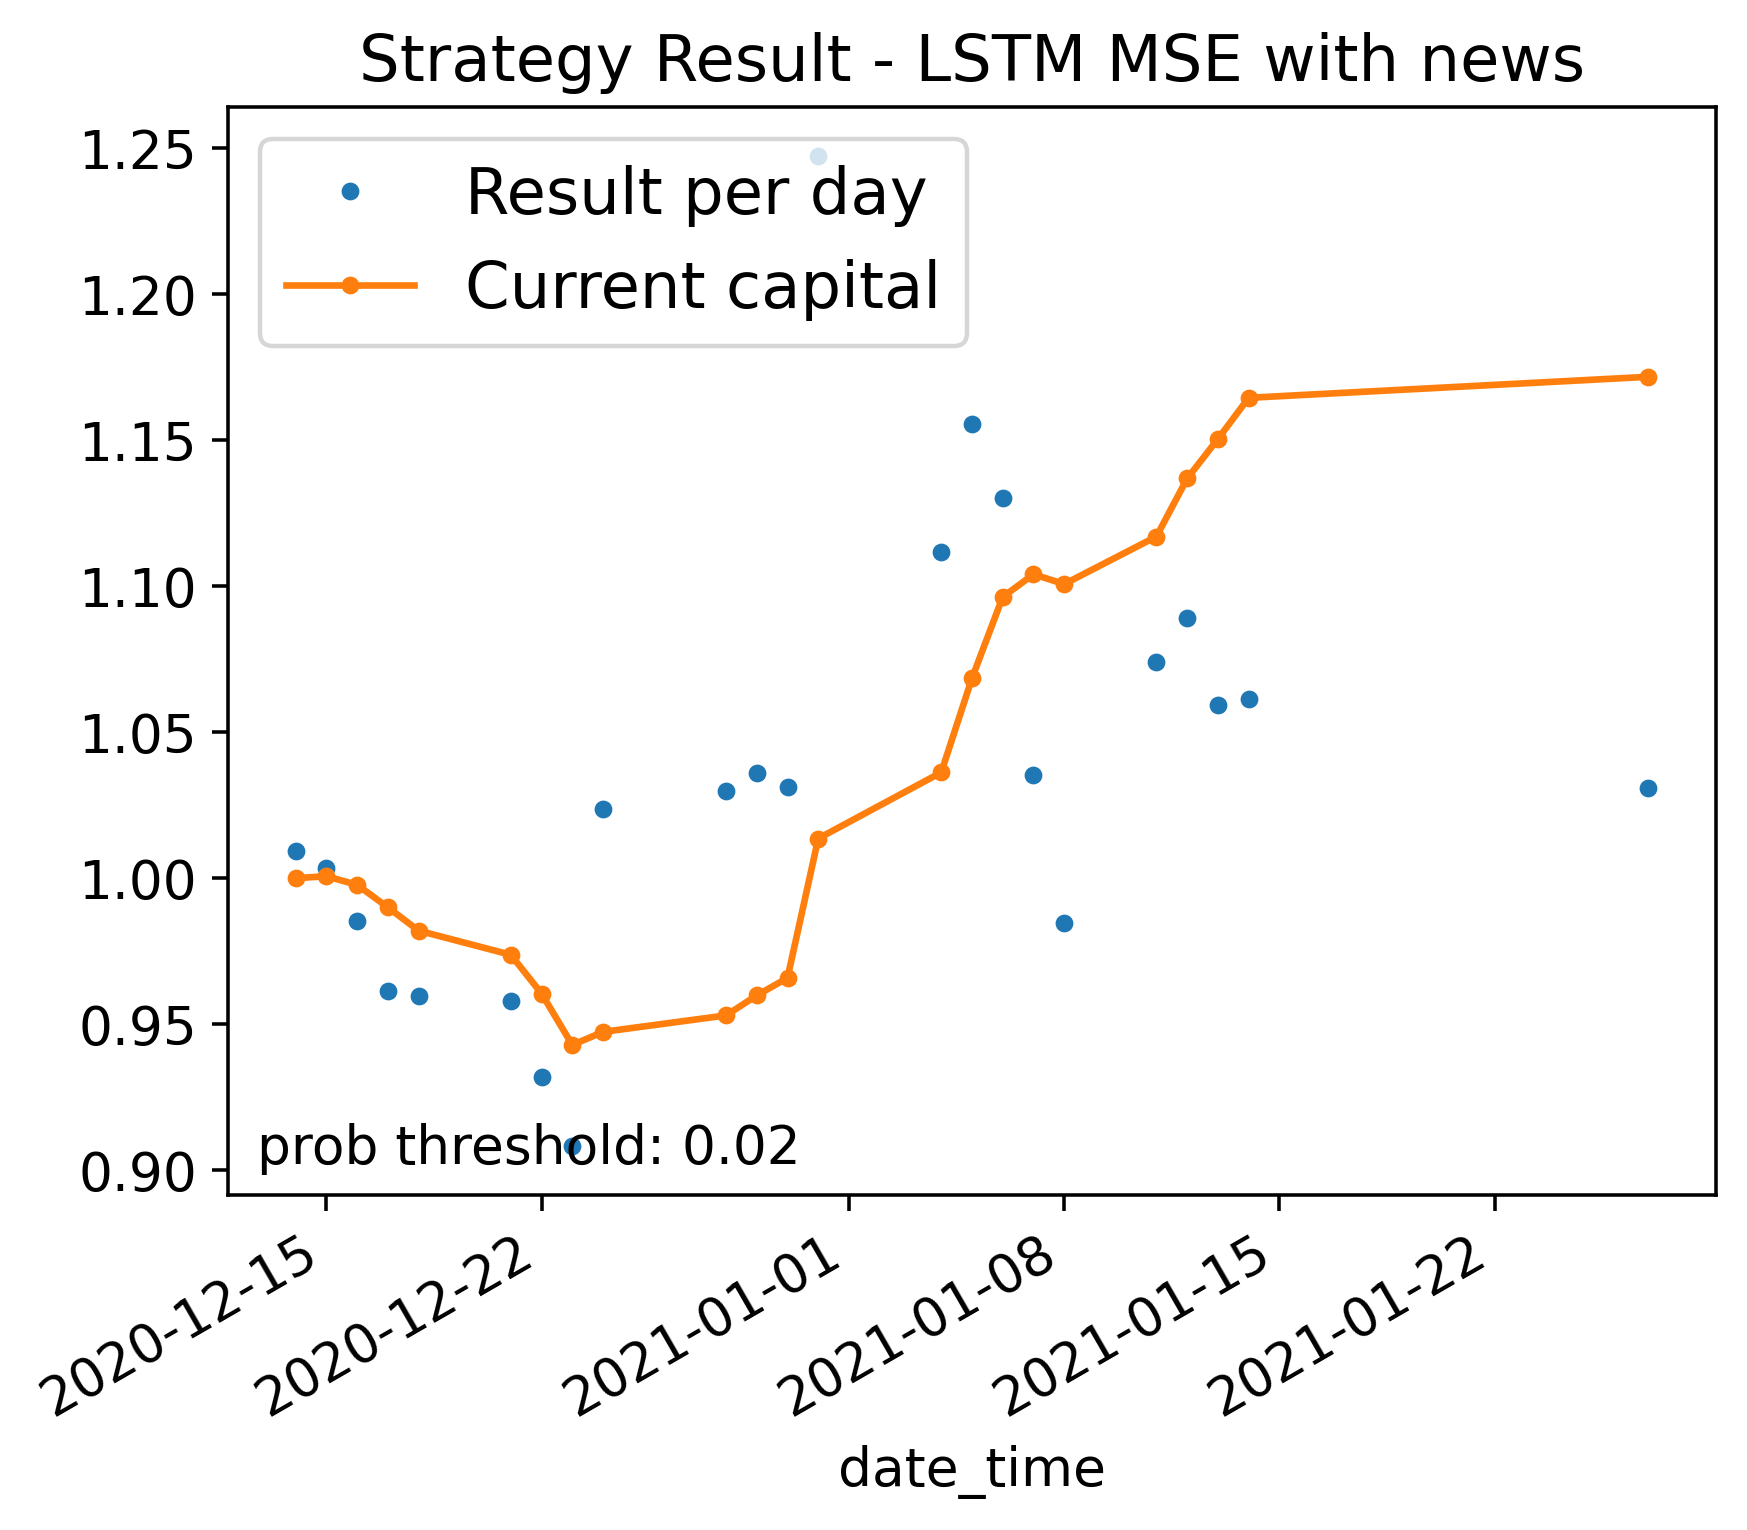 Strategy Result - LSTM MSE with news
1.25
1.20
1.15
1.10
1.05
1.00
0.95
0.90
Result per day
Current capital
prob threshold: 0.02
2020-12-15
2020-12-22
2021-01-01
2021-01-08
2021-01-15
2021-01-22
date_time